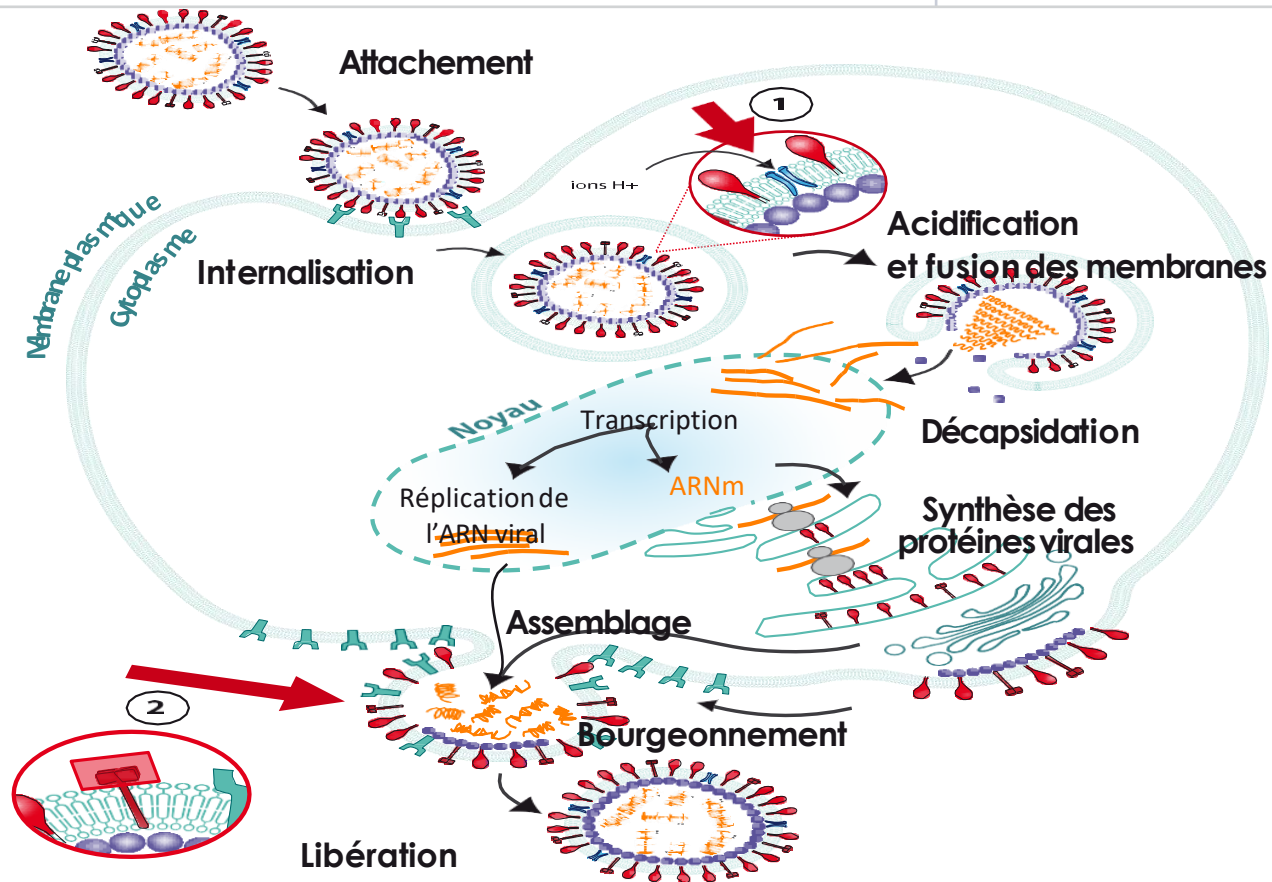 Attachement
1
ions H+
Membrane plasmique
Cytoplasme
Internalisation
Acidification
et fusion des membranes
Noyau
Transcription
Décapsidation
ARNm
Réplication de
l'ARN viral
Synthèse des
protéines virales
Assemblage
2
Bourgeonnement
Libération